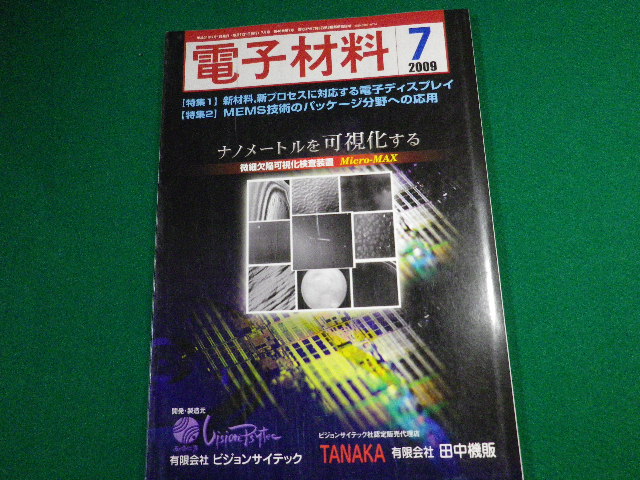 電子材料
7
2009
【特集1】 新材料、新プロセスに対応する電子ディスプレイ
【特集2】 MEMS技術のパッケージ分野への応用
ナノメートルを可視化する
微細欠陥可視化検査装置 Micro-MAX
開発・製造元
VisionPsytec
有限会社 ビジョンサイテック
ビジョンサイテック社認定販売代理店
TANAKA 有限会社 田中機販